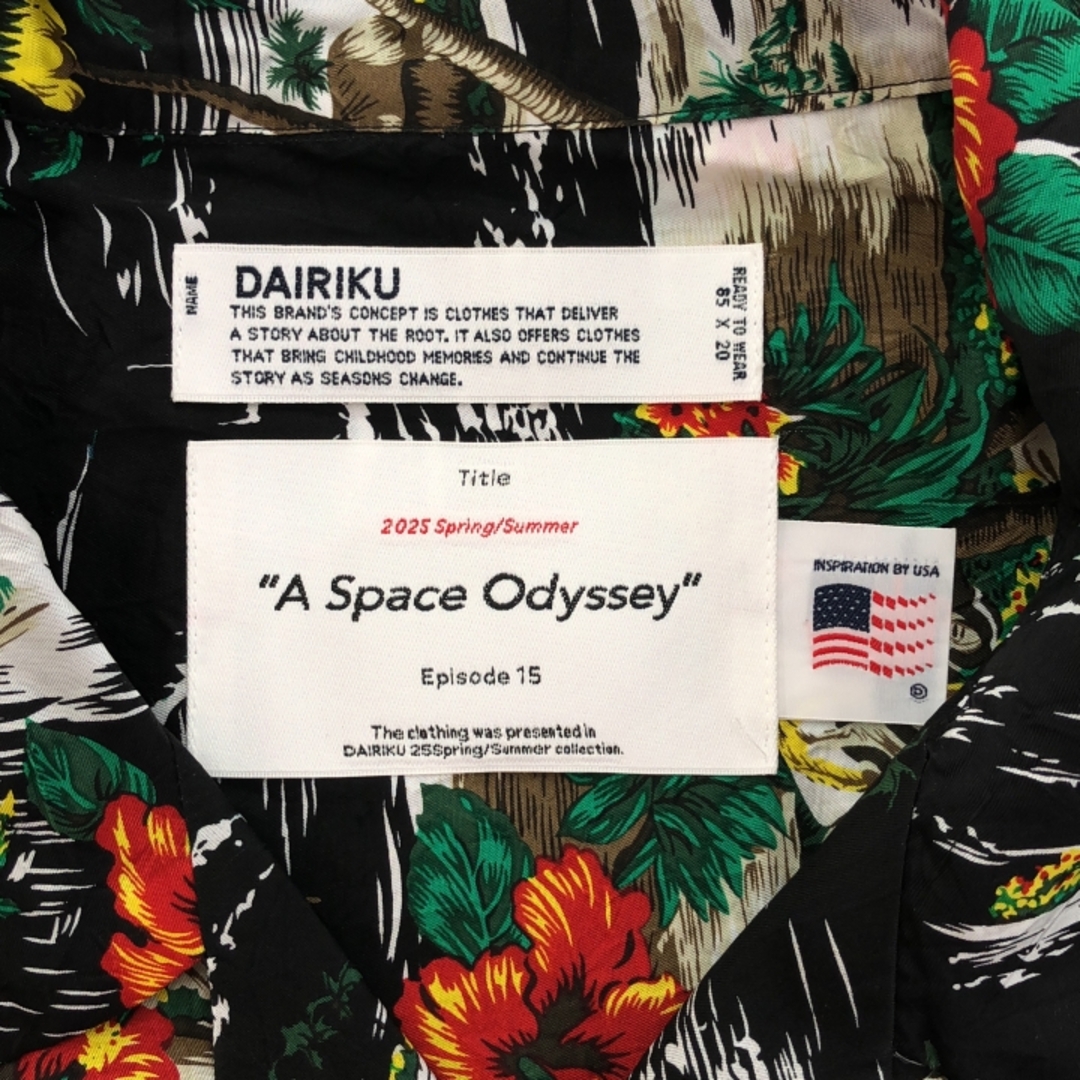 NAME
DAIRIKU
THIS BRAND'S CONCEPT IS CLOTHES THAT DELIVER
A STORY ABOUT THE ROOT. IT ALSO OFFERS CLOTHES
THAT BRING CHILDHOOD MEMORIES AND CONTINUE THE
STORY AS SEASONS CHANGE.
READY TO WEAR
85 X 20
Title
2025 Spring/Summer
“A Space Odyssey”
Episode 15
The clothing was presented in
DAIRIKU 25Spring/Summer collection.
INSPIRATION BY USA